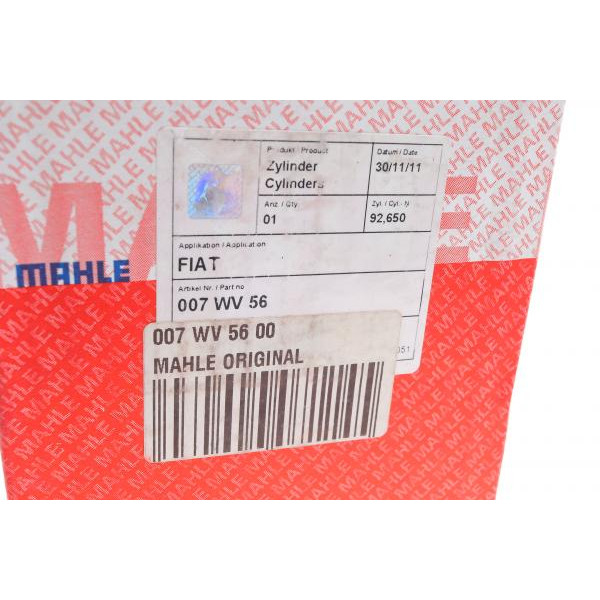 MAHLE
Produkt / Product
Zylinder
Cylinders
Datum / Date
30/11/11
Anz. / Qty
01
Zyl. / Cyl.-N
92,650
Applikation / Application
FIAT
Artikel Nr. / Part no
007 WV 56
051
007 WV 56 00
MAHLE ORIGINAL